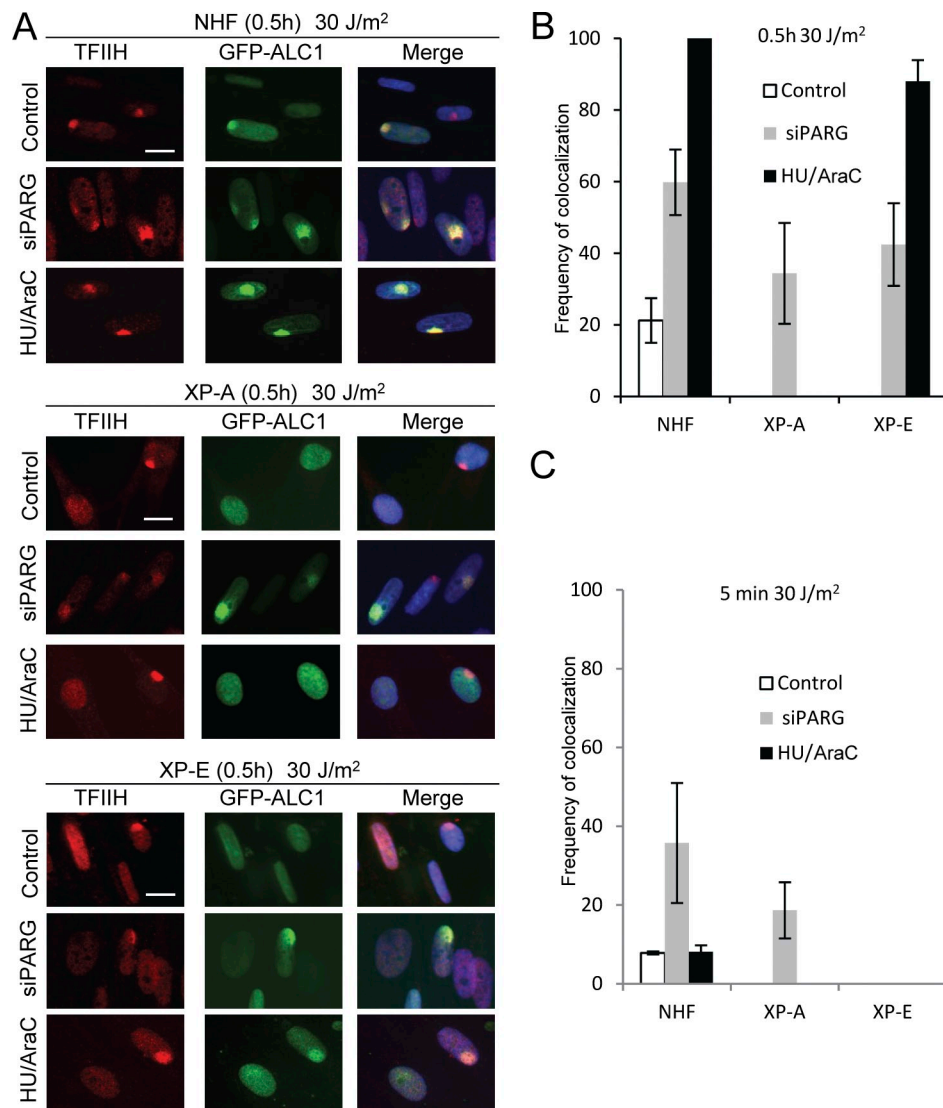 A
NHF (0.5h) 30 J/m²
TFIIH GFP-ALC1 Merge
Control
siPARG
HU/AraC
XP-A (0.5h) 30 J/m²
TFIIH GFP-ALC1 Merge
Control
siPARG
HU/AraC
XP-E (0.5h) 30 J/m²
TFIIH GFP-ALC1 Merge
Control
siPARG
HU/AraC
B
0.5h 30 J/m²
Control
siPARG
HU/AraC
Frequency of colocalization
100
80
60
40
20
0
NHF XP-A XP-E
C
5 min 30 J/m²
Control
siPARG
HU/AraC
Frequency of colocalization
100
80
60
40
20
0
NHF XP-A XP-E